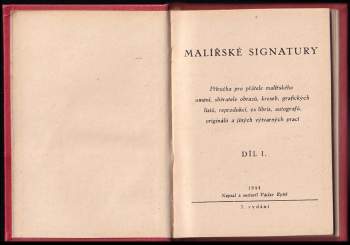 MALÍŘSKÉ SIGNATURY
Příručka pro přátele malířského
umění, sběratele obrazů, kreseb, grafických
listů, reprodukcí, ex libris, autografů,
originálů a jiných výtvarných prací
DÍL I.
1944
Napsal a sestavil Václav Rytíř
2. vydání